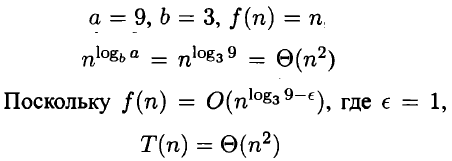 a = 9, b = 3, f(n) = n,
n^{log_b a} = n^{log_3 9} = Θ(n^2)
Поскольку f(n) = O(n^{log_3 9−ϵ}), где ϵ = 1,
T(n) = Θ(n^2)